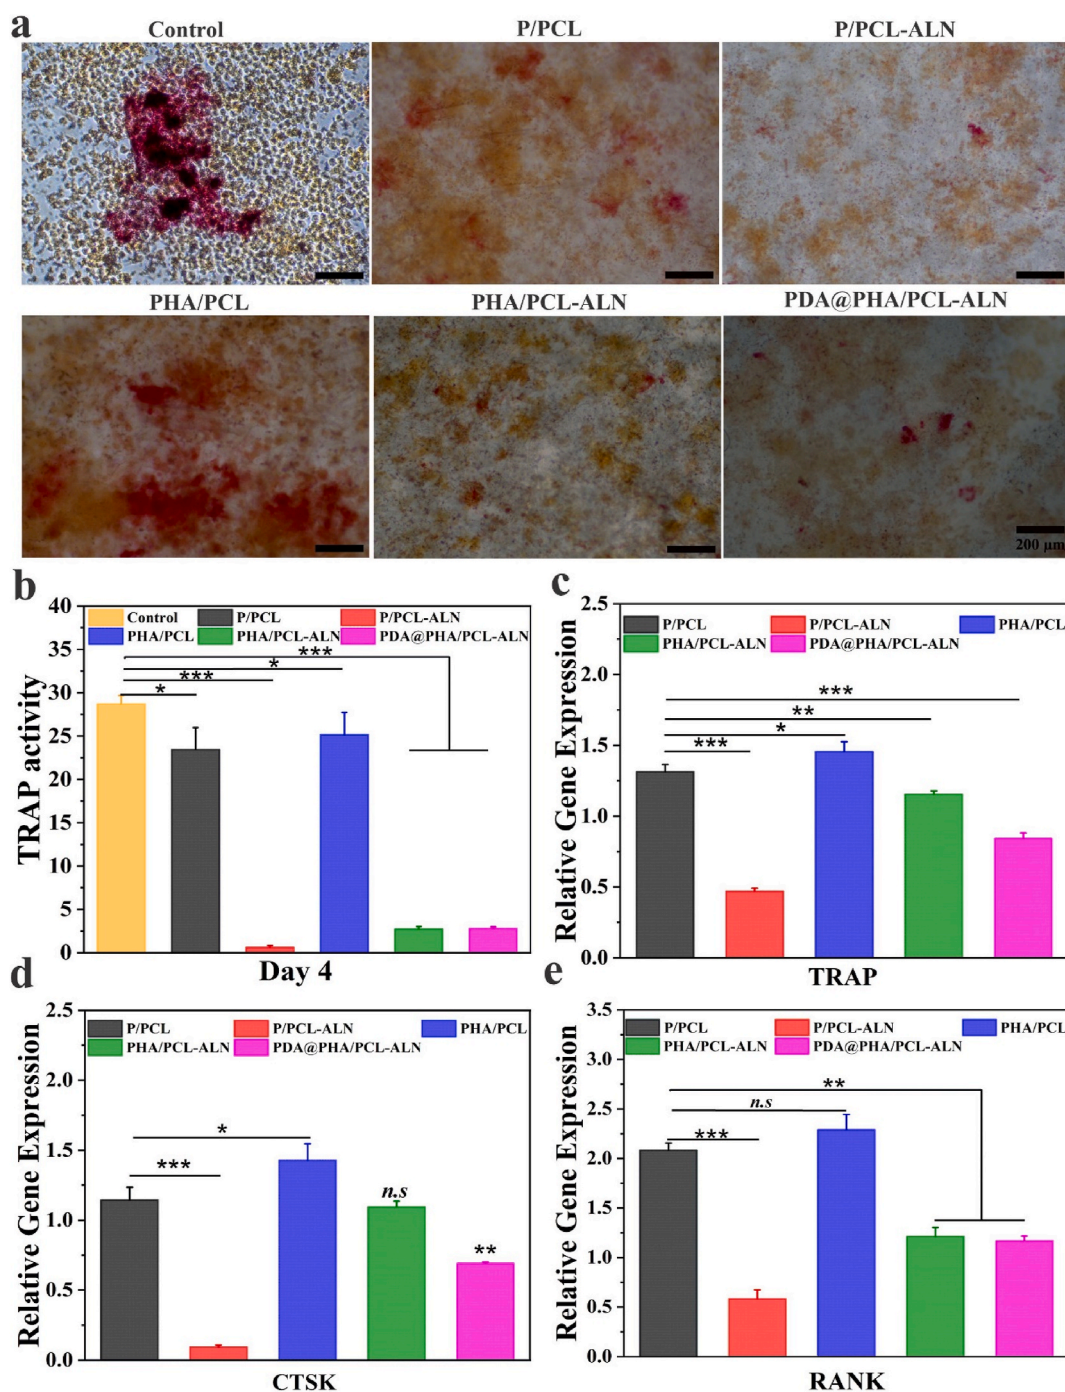 a
Control
P/PCL
P/PCL-ALN
PHA/PCL
PHA/PCL-ALN
PDA@PHA/PCL-ALN
200 μm
b
TRAP activity
40
35
30
25
20
15
10
5
0
Control
P/PCL
P/PCL-ALN
PHA/PCL
PHA/PCL-ALN
PDA@PHA/PCL-ALN
***
*
***
*
Day 4
c
Relative Gene Expression
2.5
2.0
1.5
1.0
0.5
0.0
P/PCL
P/PCL-ALN
PHA/PCL
PHA/PCL-ALN
PDA@PHA/PCL-ALN
***
**
*
***
TRAP
d
Relative Gene Expression
2.5
2.0
1.5
1.0
0.5
0.0
P/PCL
P/PCL-ALN
PHA/PCL
PHA/PCL-ALN
PDA@PHA/PCL-ALN
*
***
n.s
**
CTSK
e
Relative Gene Expression
3.5
3.0
2.5
2.0
1.5
1.0
0.5
0.0
P/PCL
P/PCL-ALN
PHA/PCL
PHA/PCL-ALN
PDA@PHA/PCL-ALN
**
n.s
***
RANK